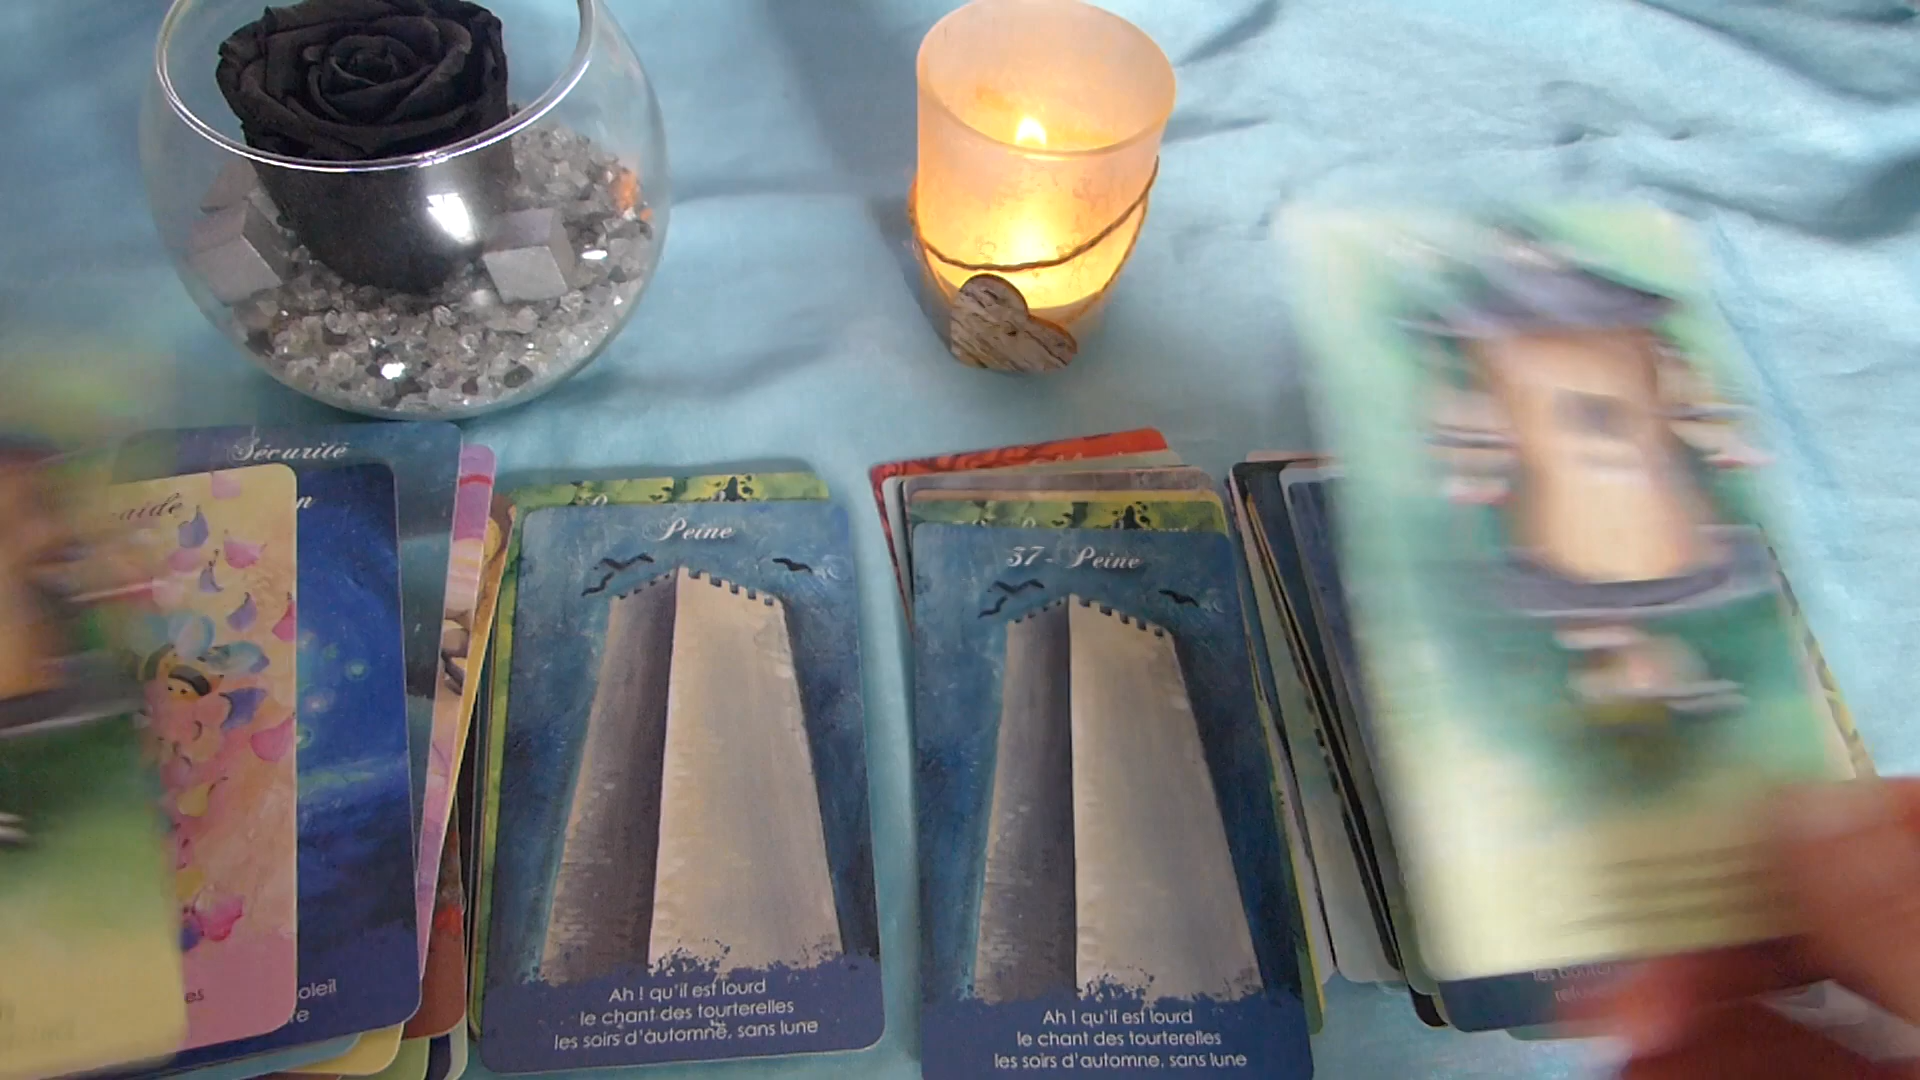 Sécurité
Peine
Ah ! qu'il est lourd
le chant des tourterelles
les soirs d'automne, sans lune
37 - Peine
Ah ! qu'il est lourd
le chant des tourterelles
les soirs d'automne, sans lune